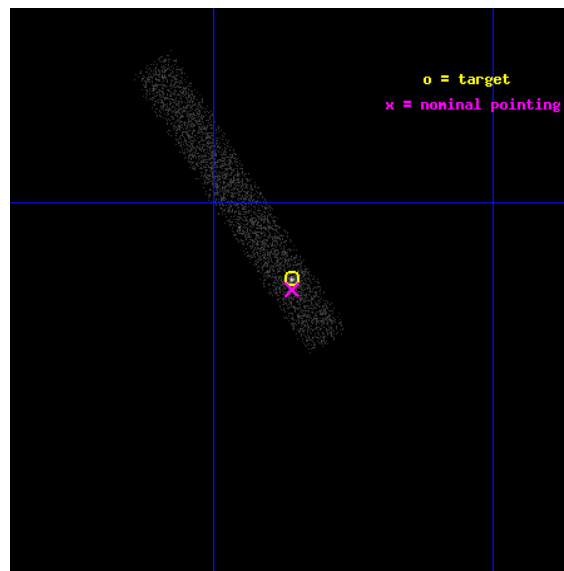 o = target
x = nominal pointing